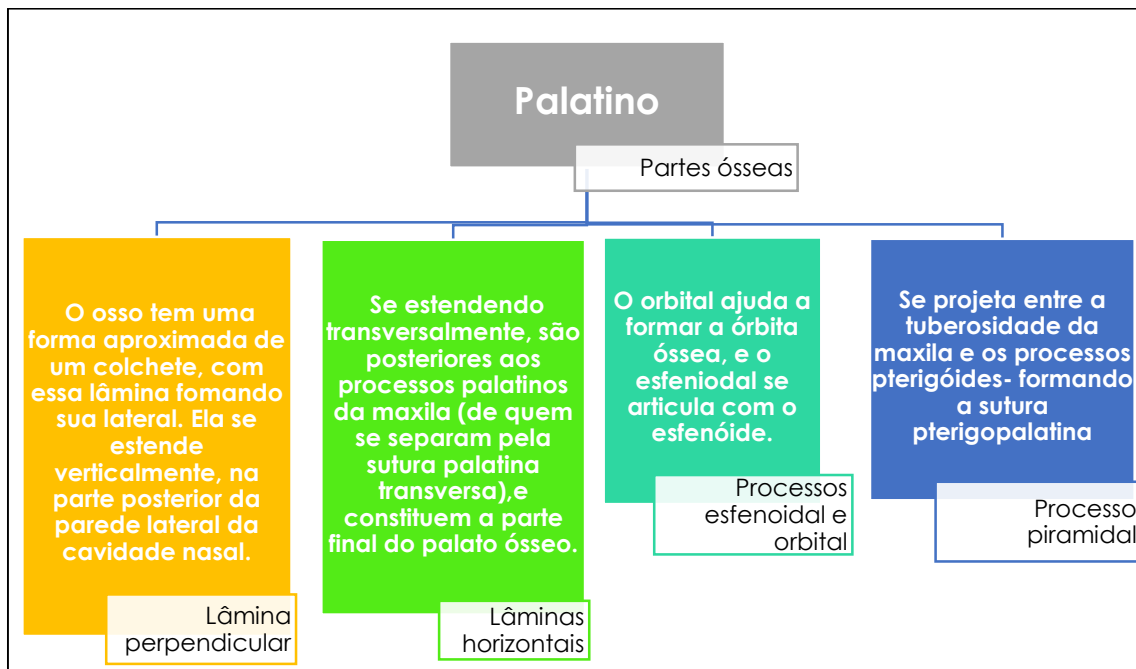 Palatino
Partes ósseas
O osso tem uma
forma aproximada de
um colchete, com
essa lâmina fomando
sua lateral. Ela se
estende
verticalmente, na
parte posterior da
parede lateral da
cavidade nasal.
Lâmina
perpendicular
Se estendendo
transversalmente, são
posteriores aos
processos palatinos
da maxila (de quem
se separam pela
sutura palatina
transversa),e
constituem a parte
final do palato ósseo.
Lâminas
horizontais
O orbital ajuda a
formar a órbita
óssea, e o
esfeniodal se
articula com o
esfenóide.
Processos
esfenoidal e
orbital
Se projeta entre a
tuberosidade da
maxila e os processos
pterigóides- formando
a sutura
pterigopalatina
Processo
piramidal